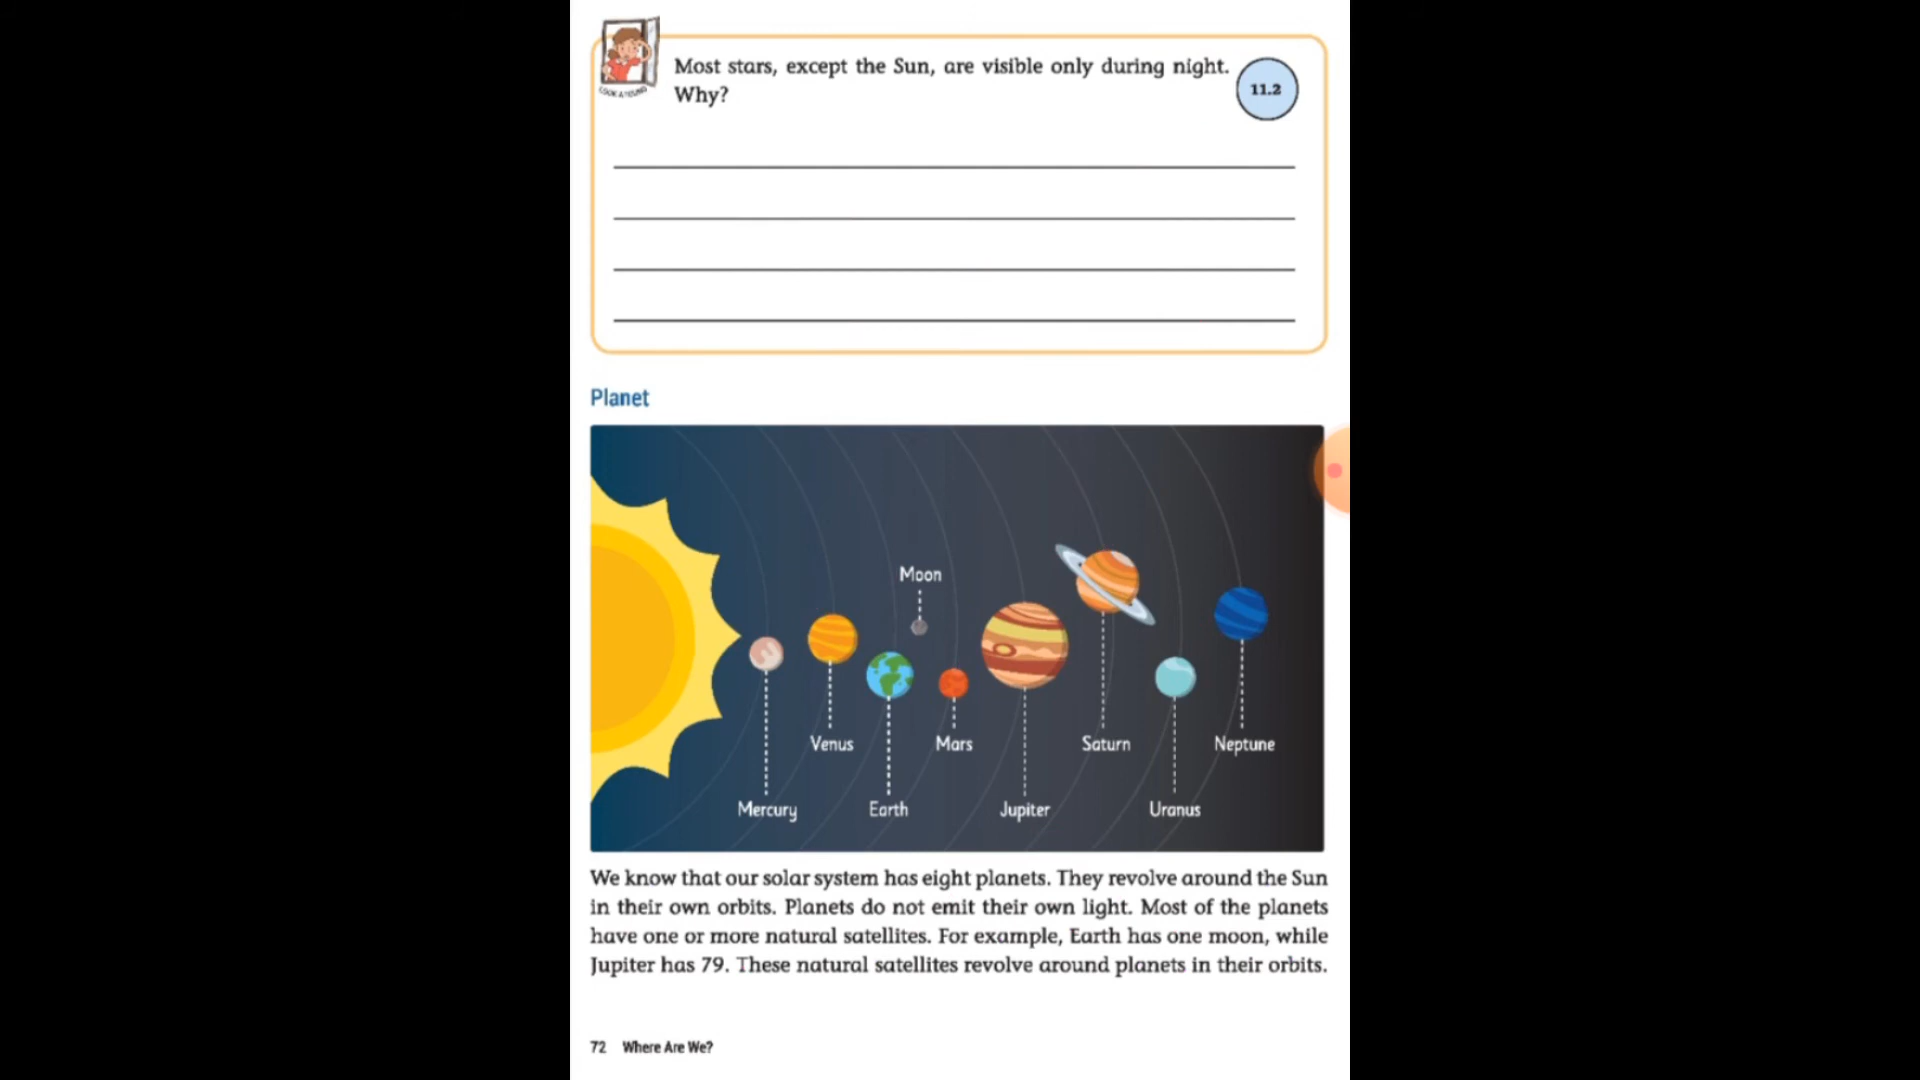 Most stars, except the Sun, are visible only during night.
Why?
11.2
LOOK AROUND
Planet
Moon
Venus
Mars
Saturn
Neptune
Mercury
Earth
Jupiter
Uranus
We know that our solar system has eight planets. They revolve around the Sun
in their own orbits. Planets do not emit their own light. Most of the planets
have one or more natural satellites. For example, Earth has one moon, while
Jupiter has 79. These natural satellites revolve around planets in their orbits.
72 Where Are We?